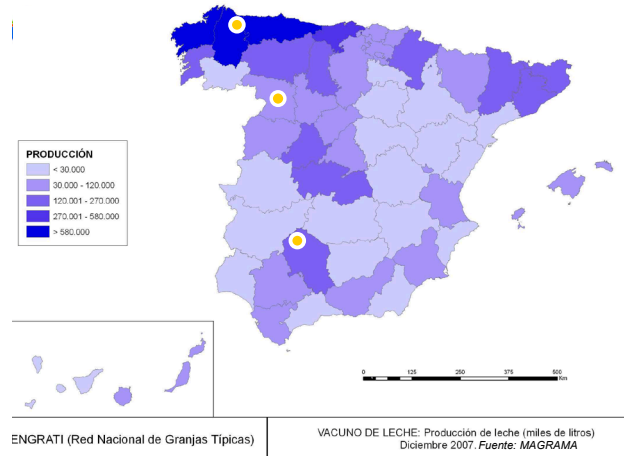 PRODUCCIÓN
< 30.000
30.000 - 120.000
120.001 - 270.000
270.001 - 580.000
> 580.000
0 125 250 375 500
Km
ENGRATI (Red Nacional de Granjas Típicas)
VACUNO DE LECHE: Producción de leche (miles de litros)
Diciembre 2007. Fuente: MAGRAMA